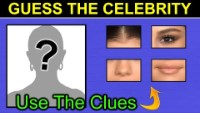 GUESS THE CELEBRITY
?
Use The Clues